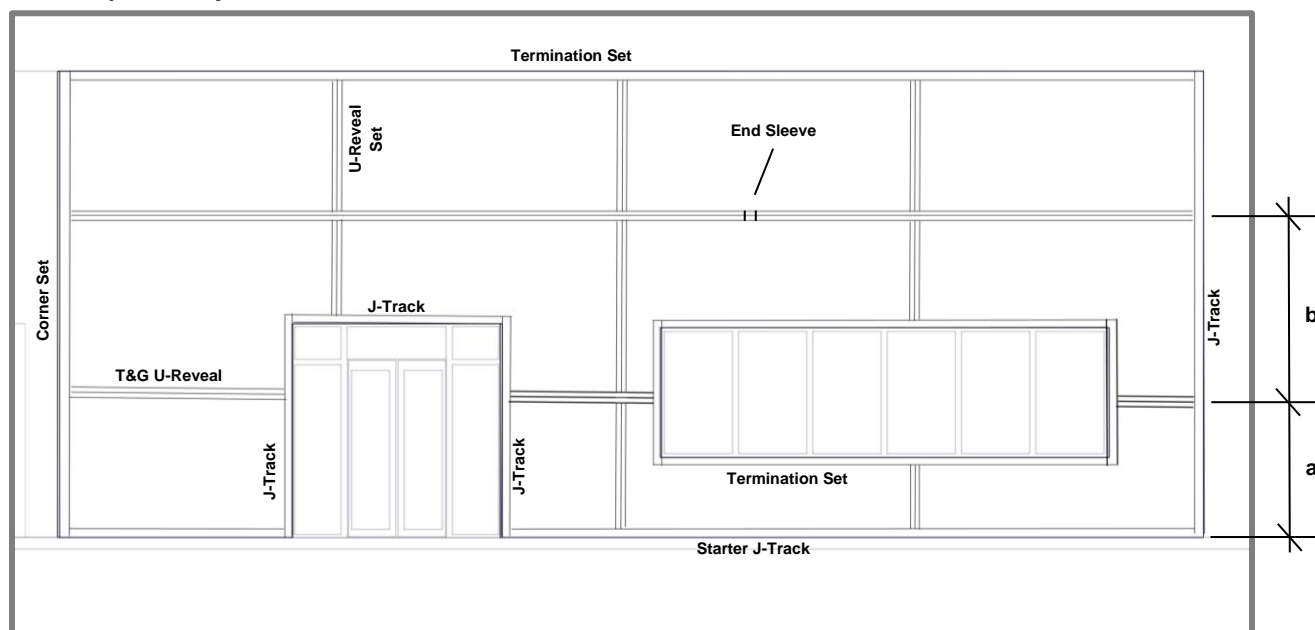 Termination Set
U-Reveal
Set
End Sleeve
Corner Set
J-Track
J-Track
b
T&G U-Reveal
J-Track
J-Track
Termination Set
a
Starter J-Track